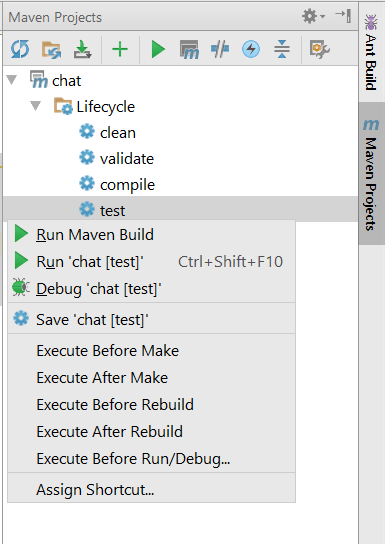 Maven Projects
chat
Lifecycle
clean
validate
compile
test
Run Maven Build
Run 'chat [test]' Ctrl+Shift+F10
Debug 'chat [test]'
Save 'chat [test]'
Execute Before Make
Execute After Make
Execute Before Rebuild
Execute After Rebuild
Execute Before Run/Debug...
Assign Shortcut...
Ant Build
m Maven Projects